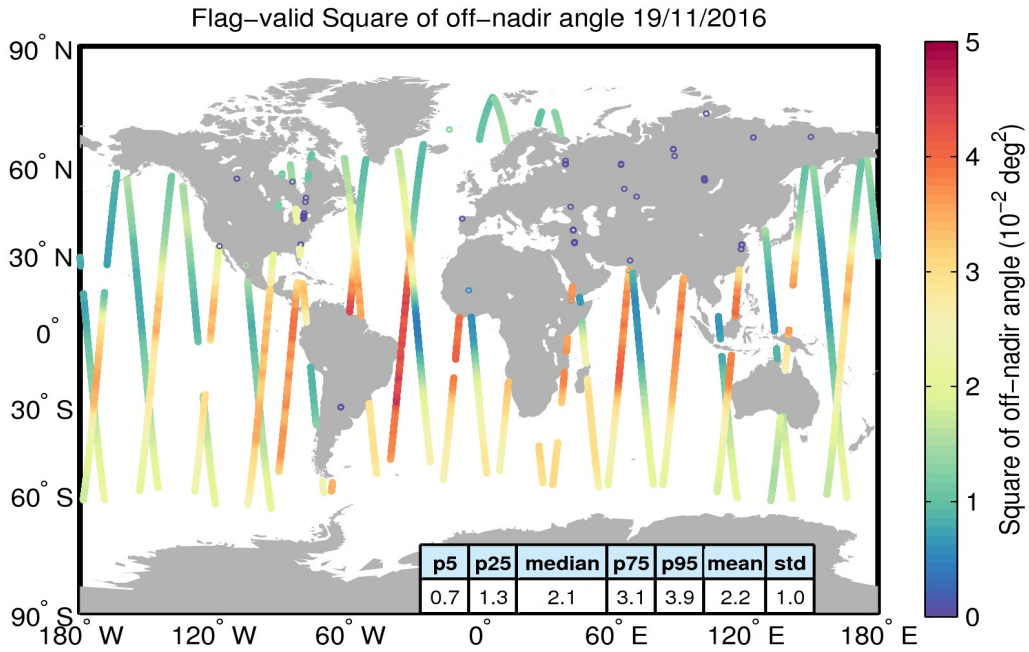 Flag−valid Square of off−nadir angle 19/11/2016
90° N
60° N
30° N
0°
30° S
60° S
90° S
180° W
120° W
60° W
0°
60° E
120° E
180° E
p5 p25 median p75 p95 mean std
0.7 1.3 2.1 3.1 3.9 2.2 1.0
5
4
3
2
1
0
Square of off−nadir angle (10⁻² deg²)